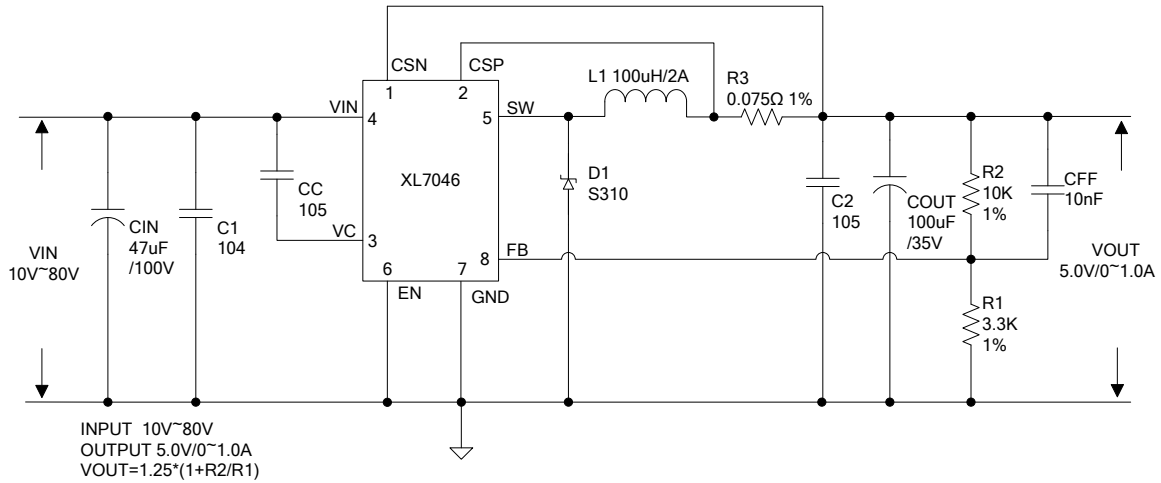 CSN
CSP
1
2
VIN
4
5
SW
L1 100uH/2A
R3
0.075Ω 1%
XL7046
CC
105
VC
3
8
FB
6
7
EN
GND
D1
S310
CIN
47uF
/100V
C1
104
VIN
10V~80V
C2
105
COUT
100uF
/35V
R2
10K
1%
CFF
10nF
R1
3.3K
1%
VOUT
5.0V/0~1.0A
INPUT 10V~80V
OUTPUT 5.0V/0~1.0A
VOUT=1.25*(1+R2/R1)